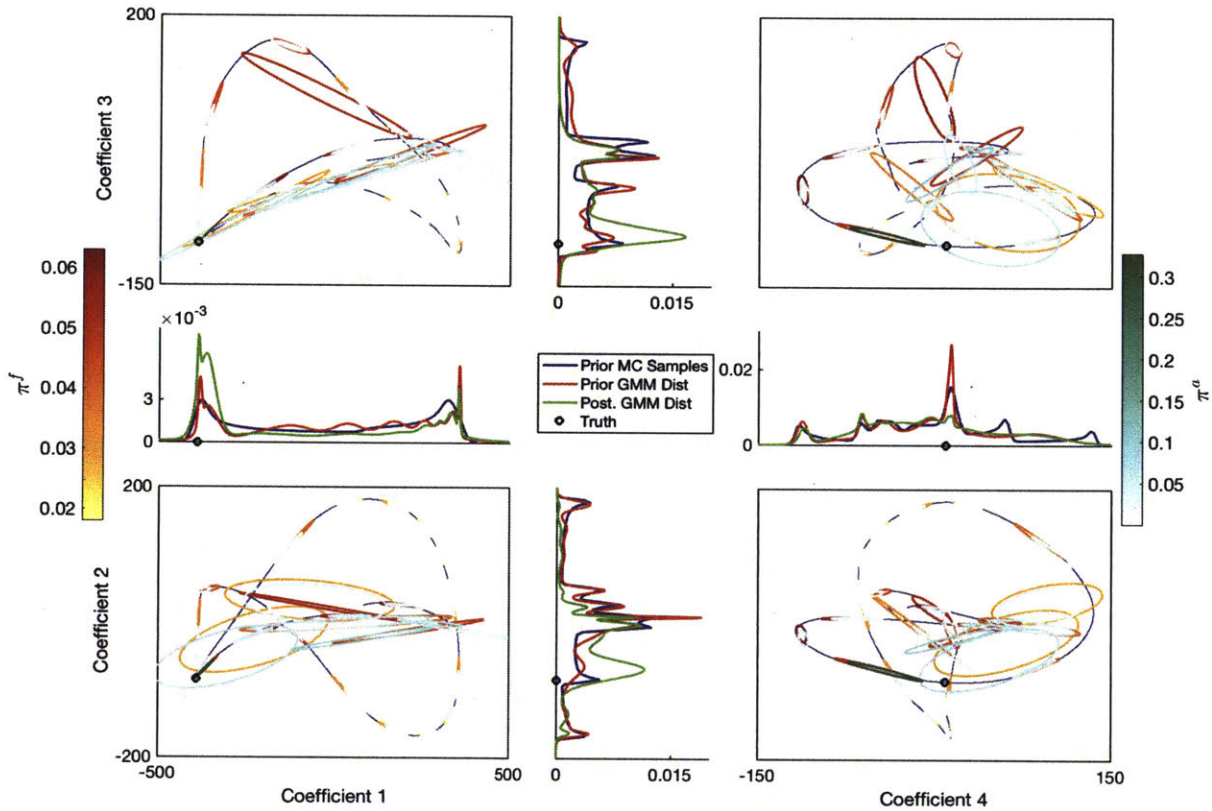 200
Coefficient 3
-150
0
0.015
π^f
0.06
0.05
0.04
0.03
0.02
π^a
0.3
0.25
0.2
0.15
0.1
0.05
×10^-3
3
0
Prior MC Samples
Prior GMM Dist
Post. GMM Dist
Truth
0.02
0
200
Coefficient 2
-200
-500
500
Coefficient 1
0
0.015
-150
150
Coefficient 4